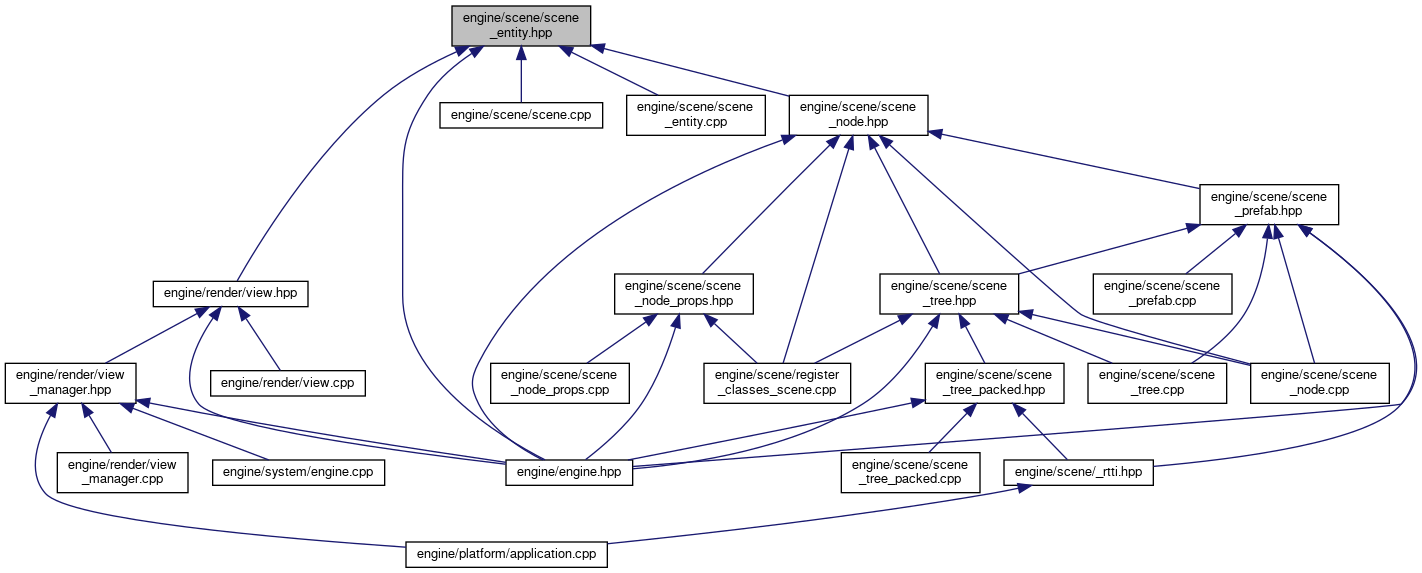 engine/scene/scene
_entity.hpp
engine/scene/scene.cpp
engine/scene/scene
_entity.cpp
engine/scene/scene
_node.hpp
engine/scene/scene
_prefab.hpp
engine/render/view.hpp
engine/scene/scene
_node_props.hpp
engine/scene/scene
_tree.hpp
engine/scene/scene
_prefab.cpp
engine/render/view
_manager.hpp
engine/render/view.cpp
engine/scene/scene
_node_props.cpp
engine/scene/register
_classes_scene.cpp
engine/scene/scene
_tree_packed.hpp
engine/scene/scene
_tree.cpp
engine/scene/scene
_node.cpp
engine/render/view
_manager.cpp
engine/system/engine.cpp
engine/engine.hpp
engine/scene/scene
_tree_packed.cpp
engine/scene/_rtti.hpp
engine/platform/application.cpp